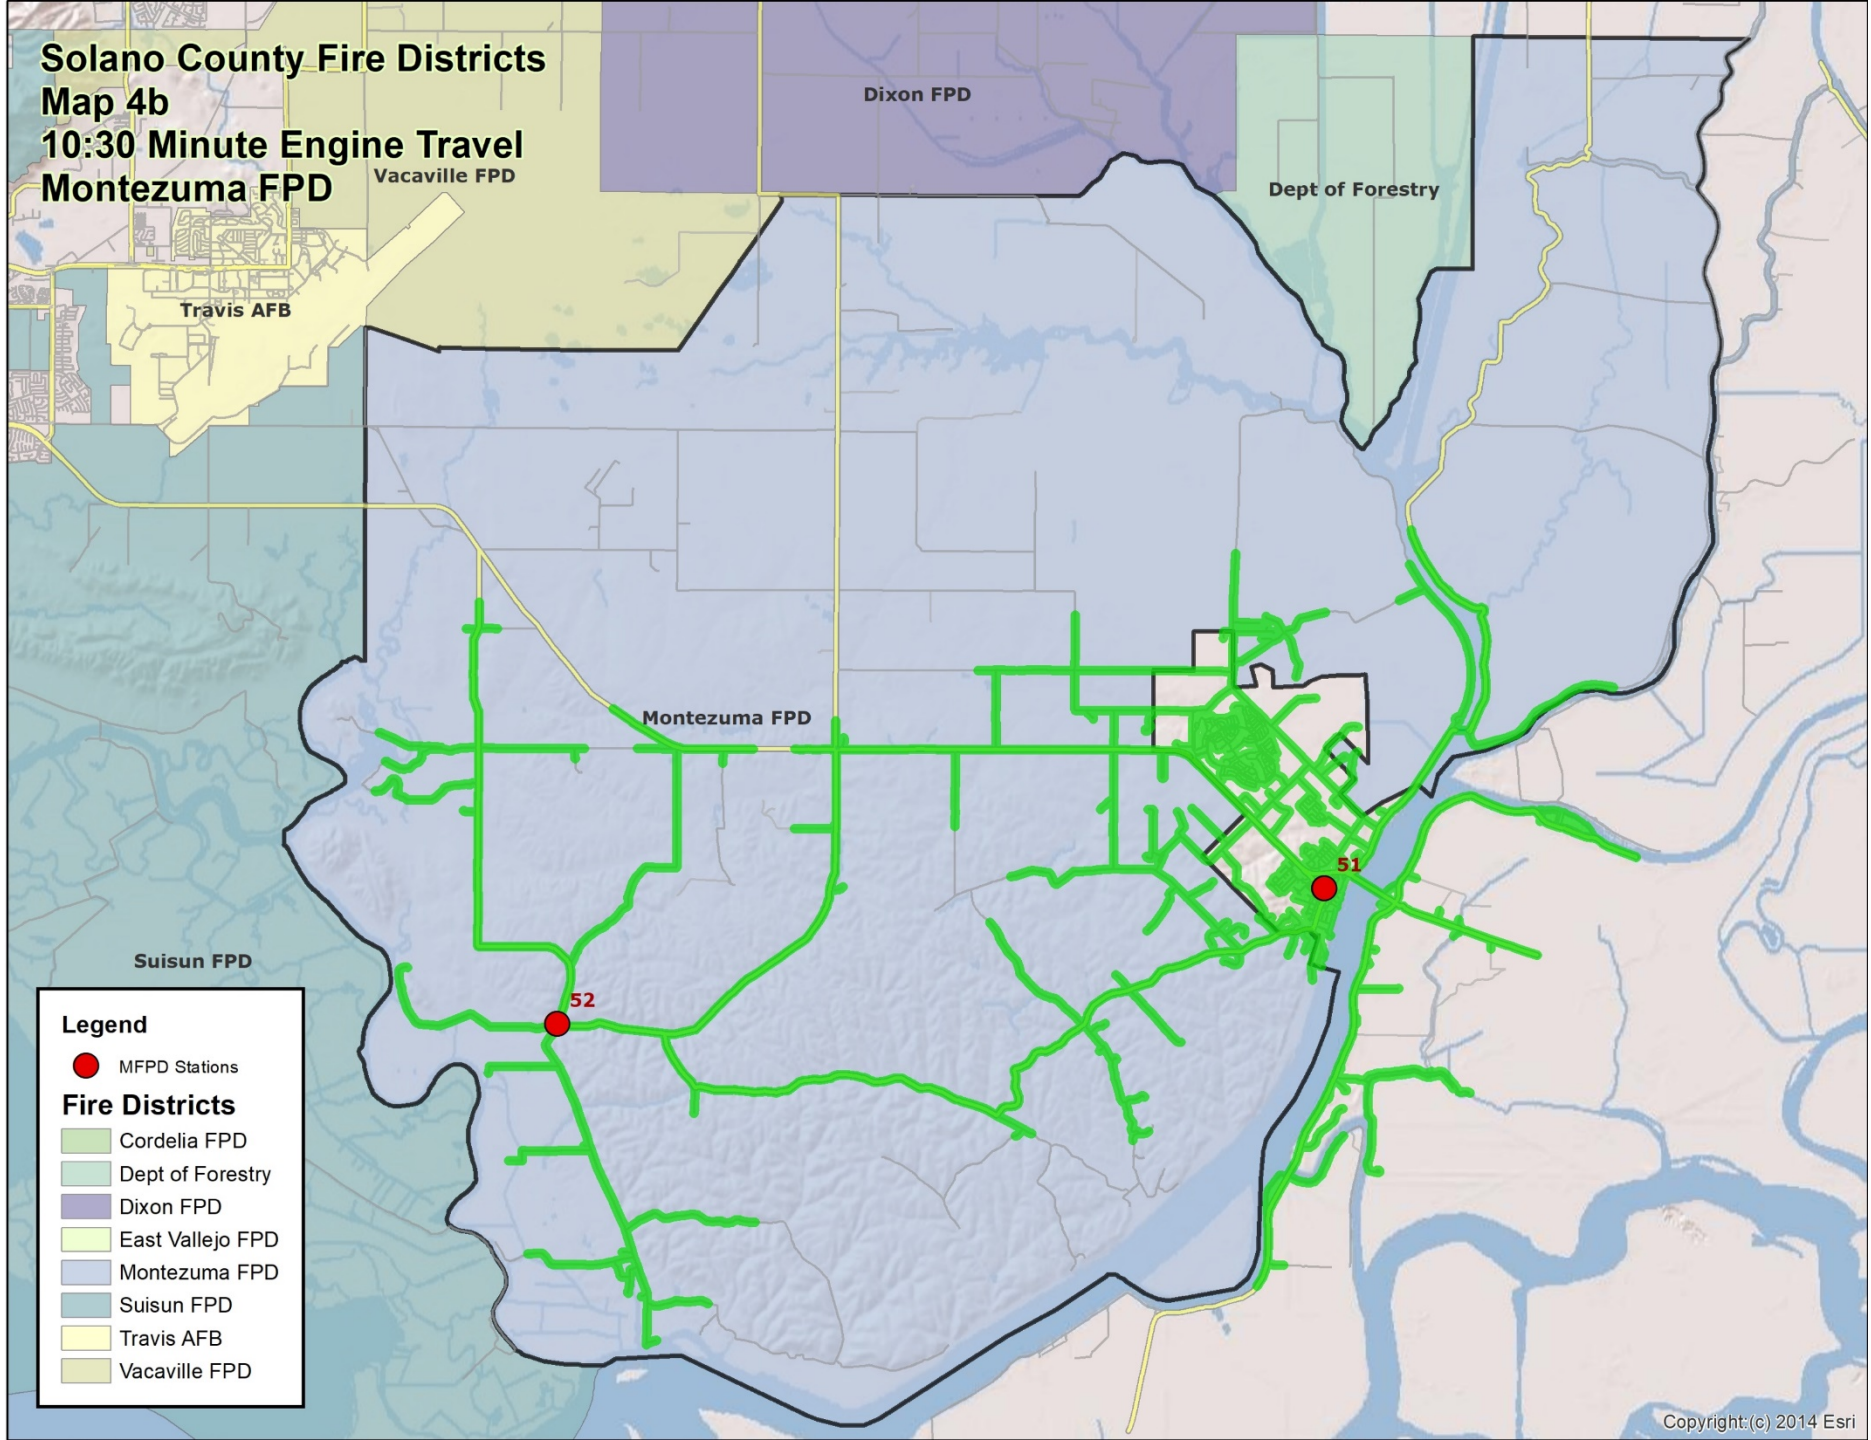 Solano County Fire Districts
Map 4b
10:30 Minute Engine Travel
Montezuma FPD
Vacaville FPD
Dixon FPD
Dept of Forestry
Travis AFB
Montezuma FPD
51
Suisun FPD
52
Legend
MFPD Stations
Fire Districts
Cordelia FPD
Dept of Forestry
Dixon FPD
East Vallejo FPD
Montezuma FPD
Suisun FPD
Travis AFB
Vacaville FPD
Copyright:(c) 2014 Esri